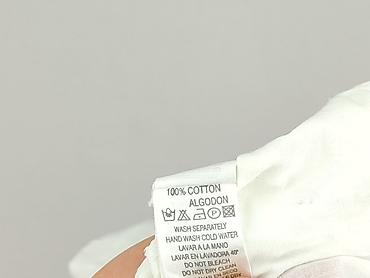 100% COTTON
ALGODON
WASH SEPARATELY
HAND WASH COLD WATER
LAVAR A LA MANO
LAVAR EN LAVADORA 40°
DO NOT BLEACH
DO NOT DRY CLEAN